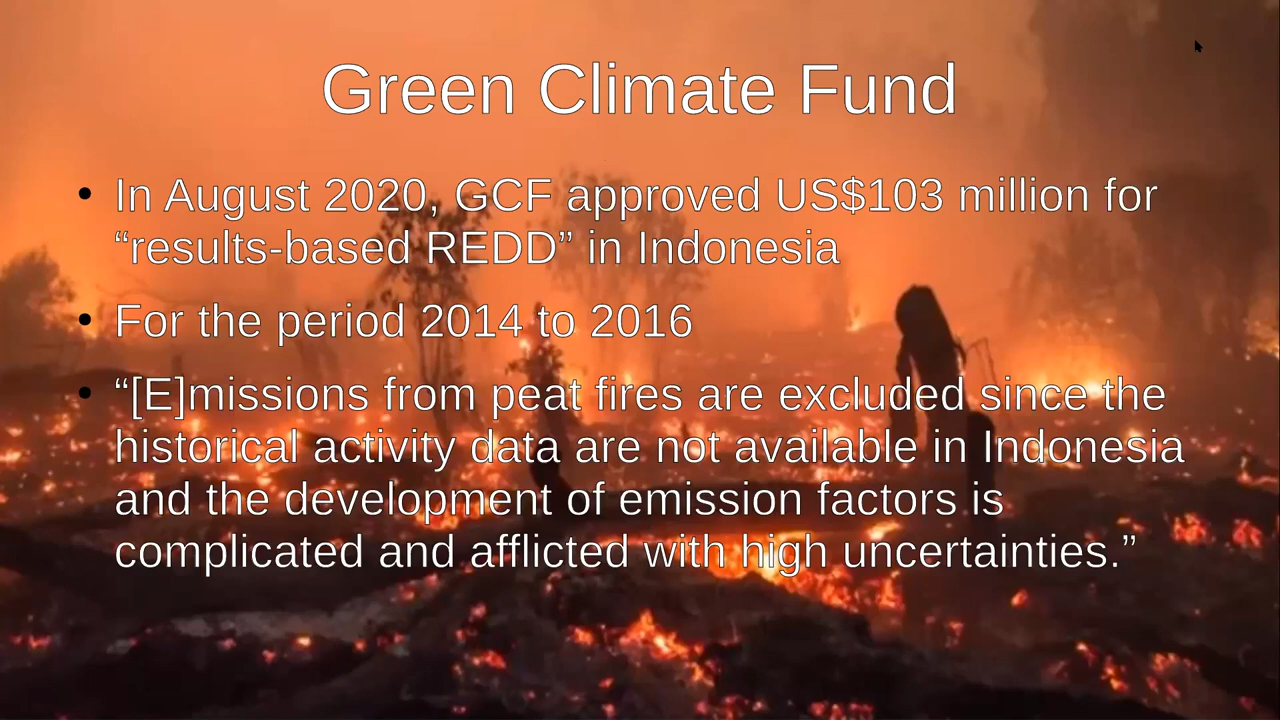 Green Climate Fund
• In August 2020, GCF approved US$103 million for
“results-based REDD” in Indonesia
• For the period 2014 to 2016
• “[E]missions from peat fires are excluded since the
historical activity data are not available in Indonesia
and the development of emission factors is
complicated and afflicted with high uncertainties.”